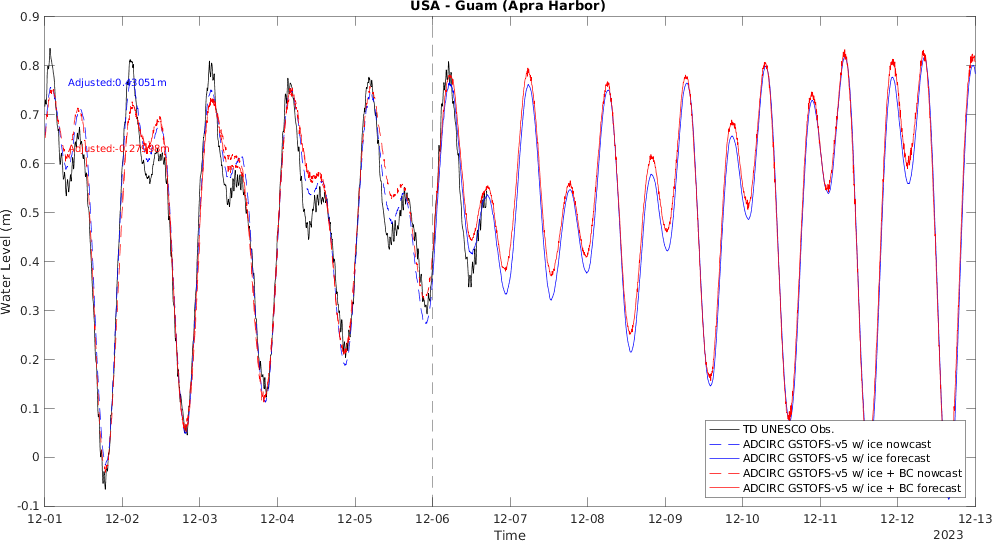 USA - Guam (Apra Harbor)
0.9
0.8
0.7
0.6
0.5
0.4
0.3
0.2
0.1
0
-0.1
Water Level (m)
Adjusted:0.43051m
TD UNESCO Obs.
ADCIRC GSTOFS-v5 w/ ice nowcast
ADCIRC GSTOFS-v5 w/ ice forecast
ADCIRC GSTOFS-v5 w/ ice + BC nowcast
ADCIRC GSTOFS-v5 w/ ice + BC forecast
12-01 12-02 12-03 12-04 12-05 12-06 12-07 12-08 12-09 12-10 12-11 12-12 12-13
Time
2023